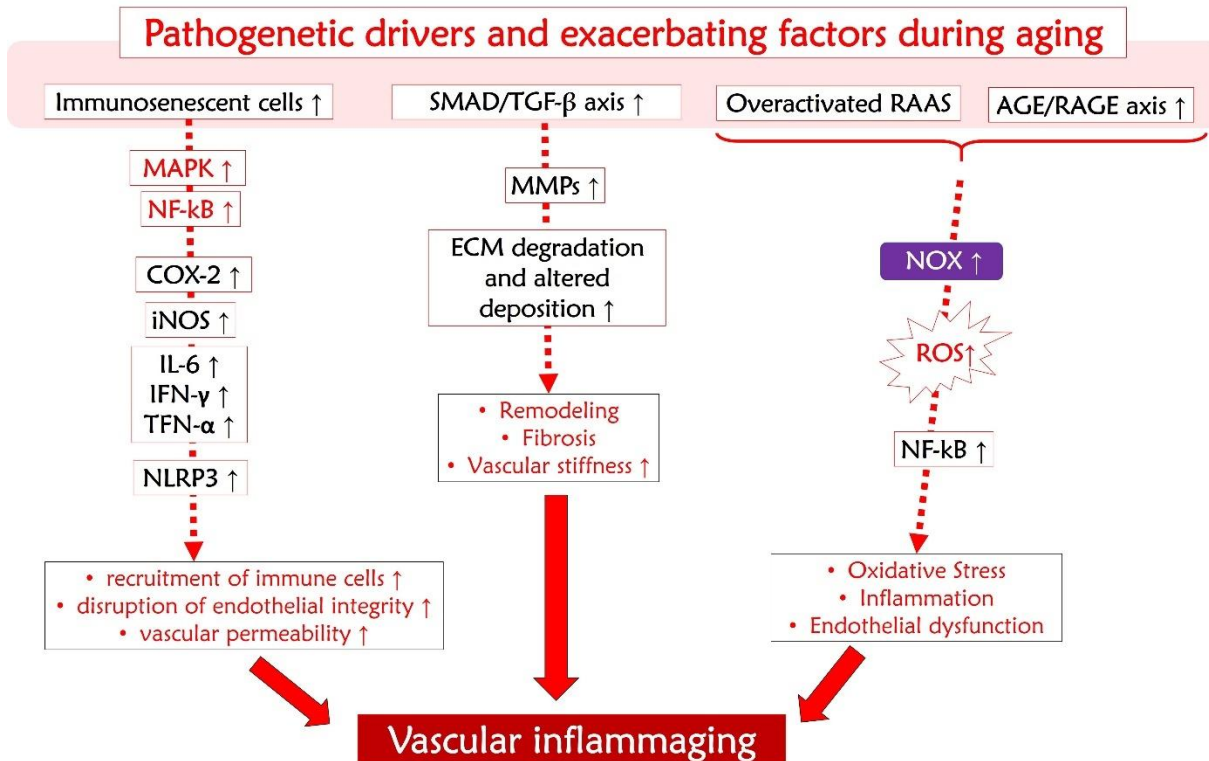 Pathogenetic drivers and exacerbating factors during aging
Immunosenescent cells ↑
MAPK ↑
NF-kB ↑
COX-2 ↑
iNOS ↑
IL-6 ↑
IFN-γ ↑
TFN-α ↑
NLRP3 ↑
• recruitment of immune cells ↑
• disruption of endothelial integrity ↑
• vascular permeability ↑
SMAD/TGF-β axis ↑
MMPs ↑
ECM degradation
and altered
deposition ↑
• Remodeling
• Fibrosis
• Vascular stiffness ↑
Overactivated RAAS
AGE/RAGE axis ↑
NOX ↑
ROS↑
NF-kB ↑
• Oxidative Stress
• Inflammation
• Endothelial dysfunction
Vascular inflammaging